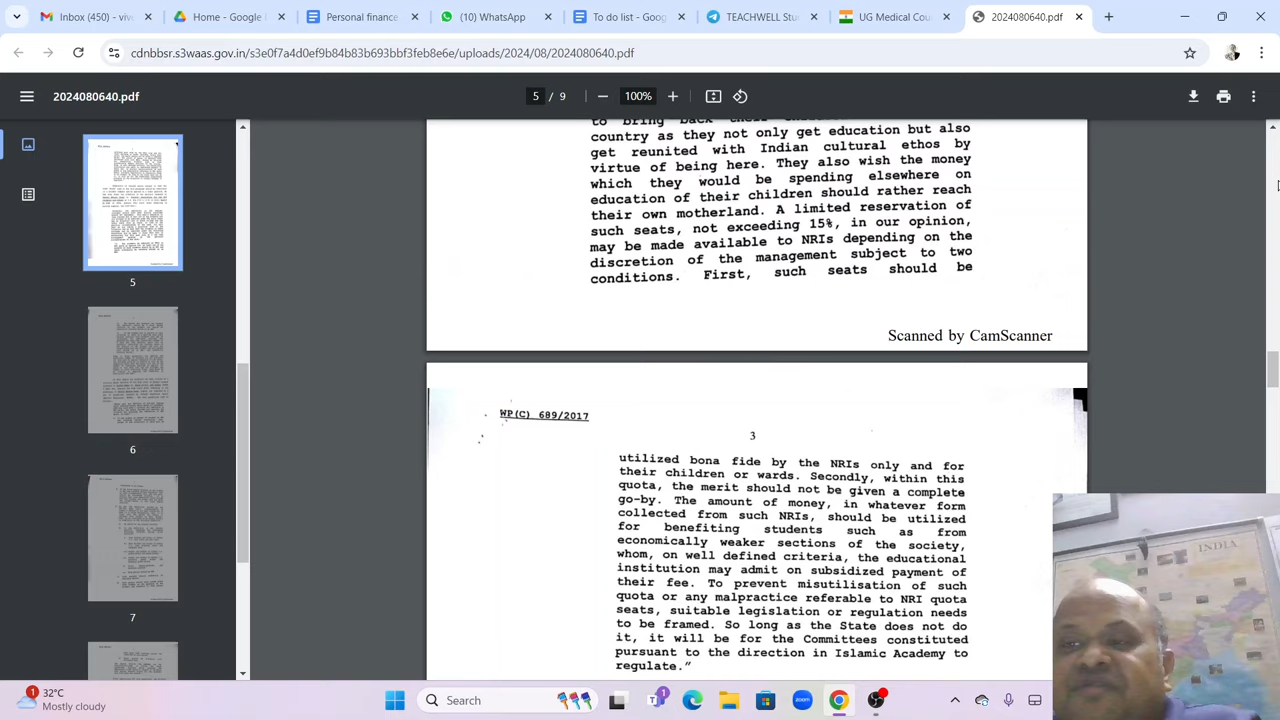 Inbox (450) - viv
Home - Google
Personal financ
(10) WhatsApp
To do list - Goog
TEACHWELL Stu
UG Medical Cou
2024080640.pdf
cdnbbsr.s3waas.gov.in/s3e0f7a4d0ef9b84b83b693bbf3feb8e6e/uploads/2024/08/2024080640.pdf
2024080640.pdf
5 / 9
100%
country as they not only get education but also
get reunited with Indian cultural ethos by
virtue of being here. They also wish the money
which they would be spending elsewhere on
education of their children should rather reach
their own motherland. A limited reservation of
such seats, not exceeding 15%, in our opinion,
may be made available to NRIs depending on the
discretion of the management subject to two
conditions. First, such seats should be
Scanned by CamScanner
WP(C) 689/2017
3
utilized bona fide by the NRIs only and for
their children or wards. Secondly, within this
quota, the merit should not be given a complete
go-by. The amount of money, in whatever form
collected from such NRIs, should be utilized
for benefiting students such as from
economically weaker sections of the society,
whom, on well defined criteria, the educational
institution may admit on subsidized payment of
their fee. To prevent misutilisation of such
quota or any malpractice referable to NRI quota
seats, suitable legislation or regulation needs
to be framed. So long as the State does not do
it, it will be for the Committees constituted
pursuant to the direction in Islamic Academy to
regulate."
5
6
7
INDIA
1
32°C
Mostly cloudy
Search
1
zoom